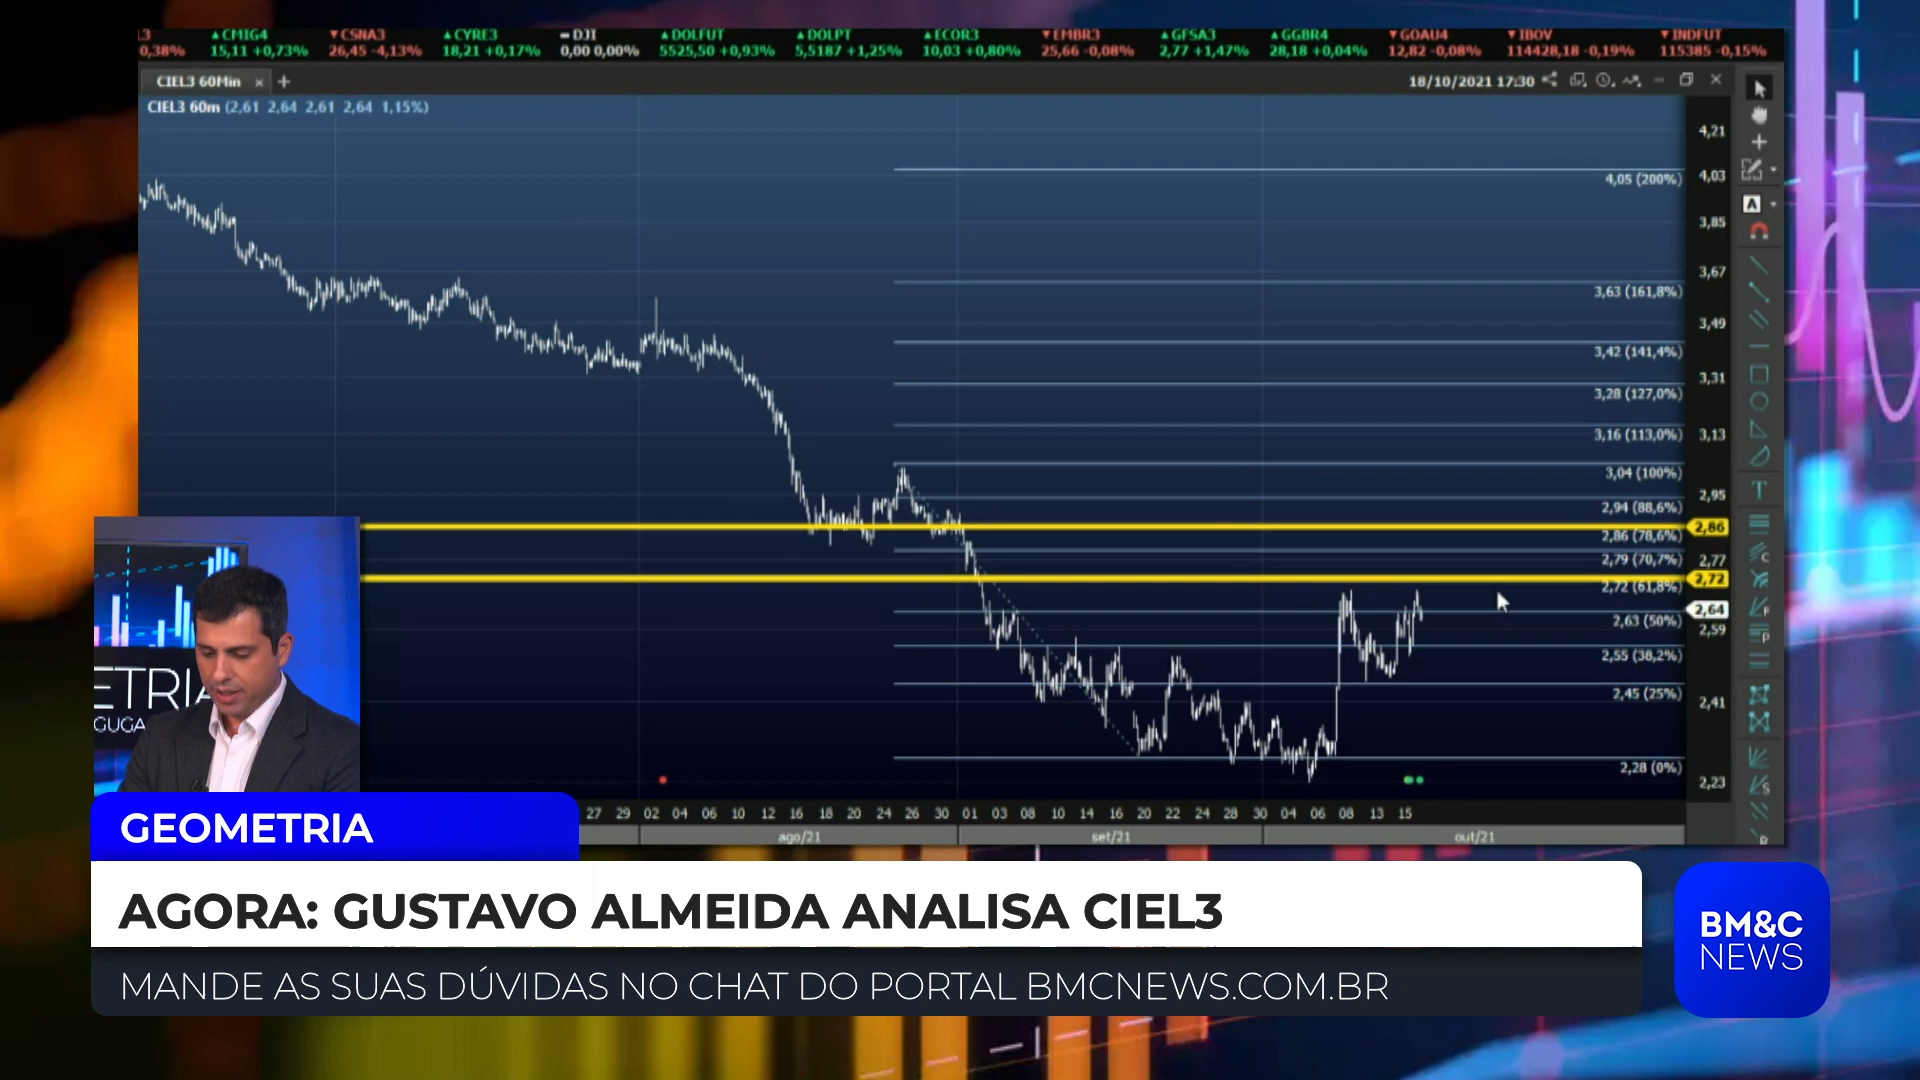 .3 ▲CMIG4 ▼CSNA3 ▲CYRE3 =DJI ▲DOLFUT ▲DOLPT ▲ECOR3 ▼EMBR3 ▲GFSA3 ▲GGBR4 ▼GOAU4 ▼IBOV ▼INDFUT
0,38% 15,11 +0,73% 26,45 -4,13% 18,21 +0,17% 0,00 0,00% 5525,50 +0,93% 5,5187 +1,25% 10,03 +0,80% 25,66 -0,08% 2,77 +1,47% 28,18 +0,04% 12,82 -0,08% 114428,18 -0,19% 115385 -0,15%
CIEL3 60Min × +
18/10/2021 17:30
CIEL3 60m (2,61 2,64 2,61 2,64 1,15%)
4,21
4,03
4,05 (200%)
3,85
3,67
3,63 (161,8%)
3,49
3,42 (141,4%)
3,31
3,28 (127,0%)
3,13
3,16 (113,0%)
3,04 (100%)
2,95
2,94 (88,6%)
2,86
2,86 (78,6%)
2,79 (70,7%)
2,77
2,72
2,72 (61,8%)
2,64
2,63 (50%)
2,59
2,55 (38,2%)
2,45 (25%)
2,41
2,28 (0%)
2,23
A
T
ETRIA
GUGA
27 29 02 04 06 10 12 16 18 20 24 26 30 01 03 08 10 14 16 20 22 24 28 30 04 06 08 13 15
ago/21 set/21 out/21
GEOMETRIA
AGORA: GUSTAVO ALMEIDA ANALISA CIEL3
MANDE AS SUAS DÚVIDAS NO CHAT DO PORTAL BMCNEWS.COM.BR
BM&C
NEWS